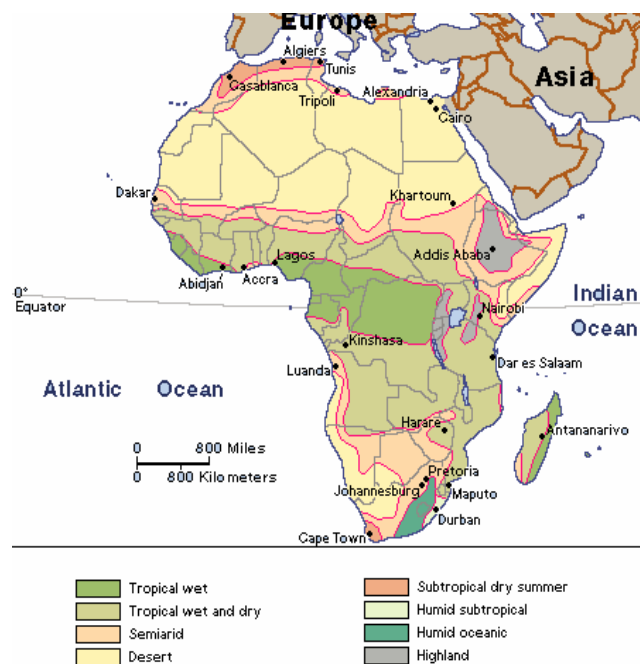 Europe
Algiers
Tunis
Asia
Casablanca
Alexandria
Tripoli
Cairo
Dakar
Khartoum
Lagos
Addis Ababa
Abidjan
Accra
0°
Equator
Indian
Ocean
Nairobi
Kinshasa
Dar es Salaam
Luanda
Atlantic Ocean
Harare
Antananarivo
0 800 Miles
0 800 Kilometers
Pretoria
Johannesburg
Maputo
Durban
Cape Town
Tropical wet
Tropical wet and dry
Semiarid
Desert
Subtropical dry summer
Humid subtropical
Humid oceanic
Highland